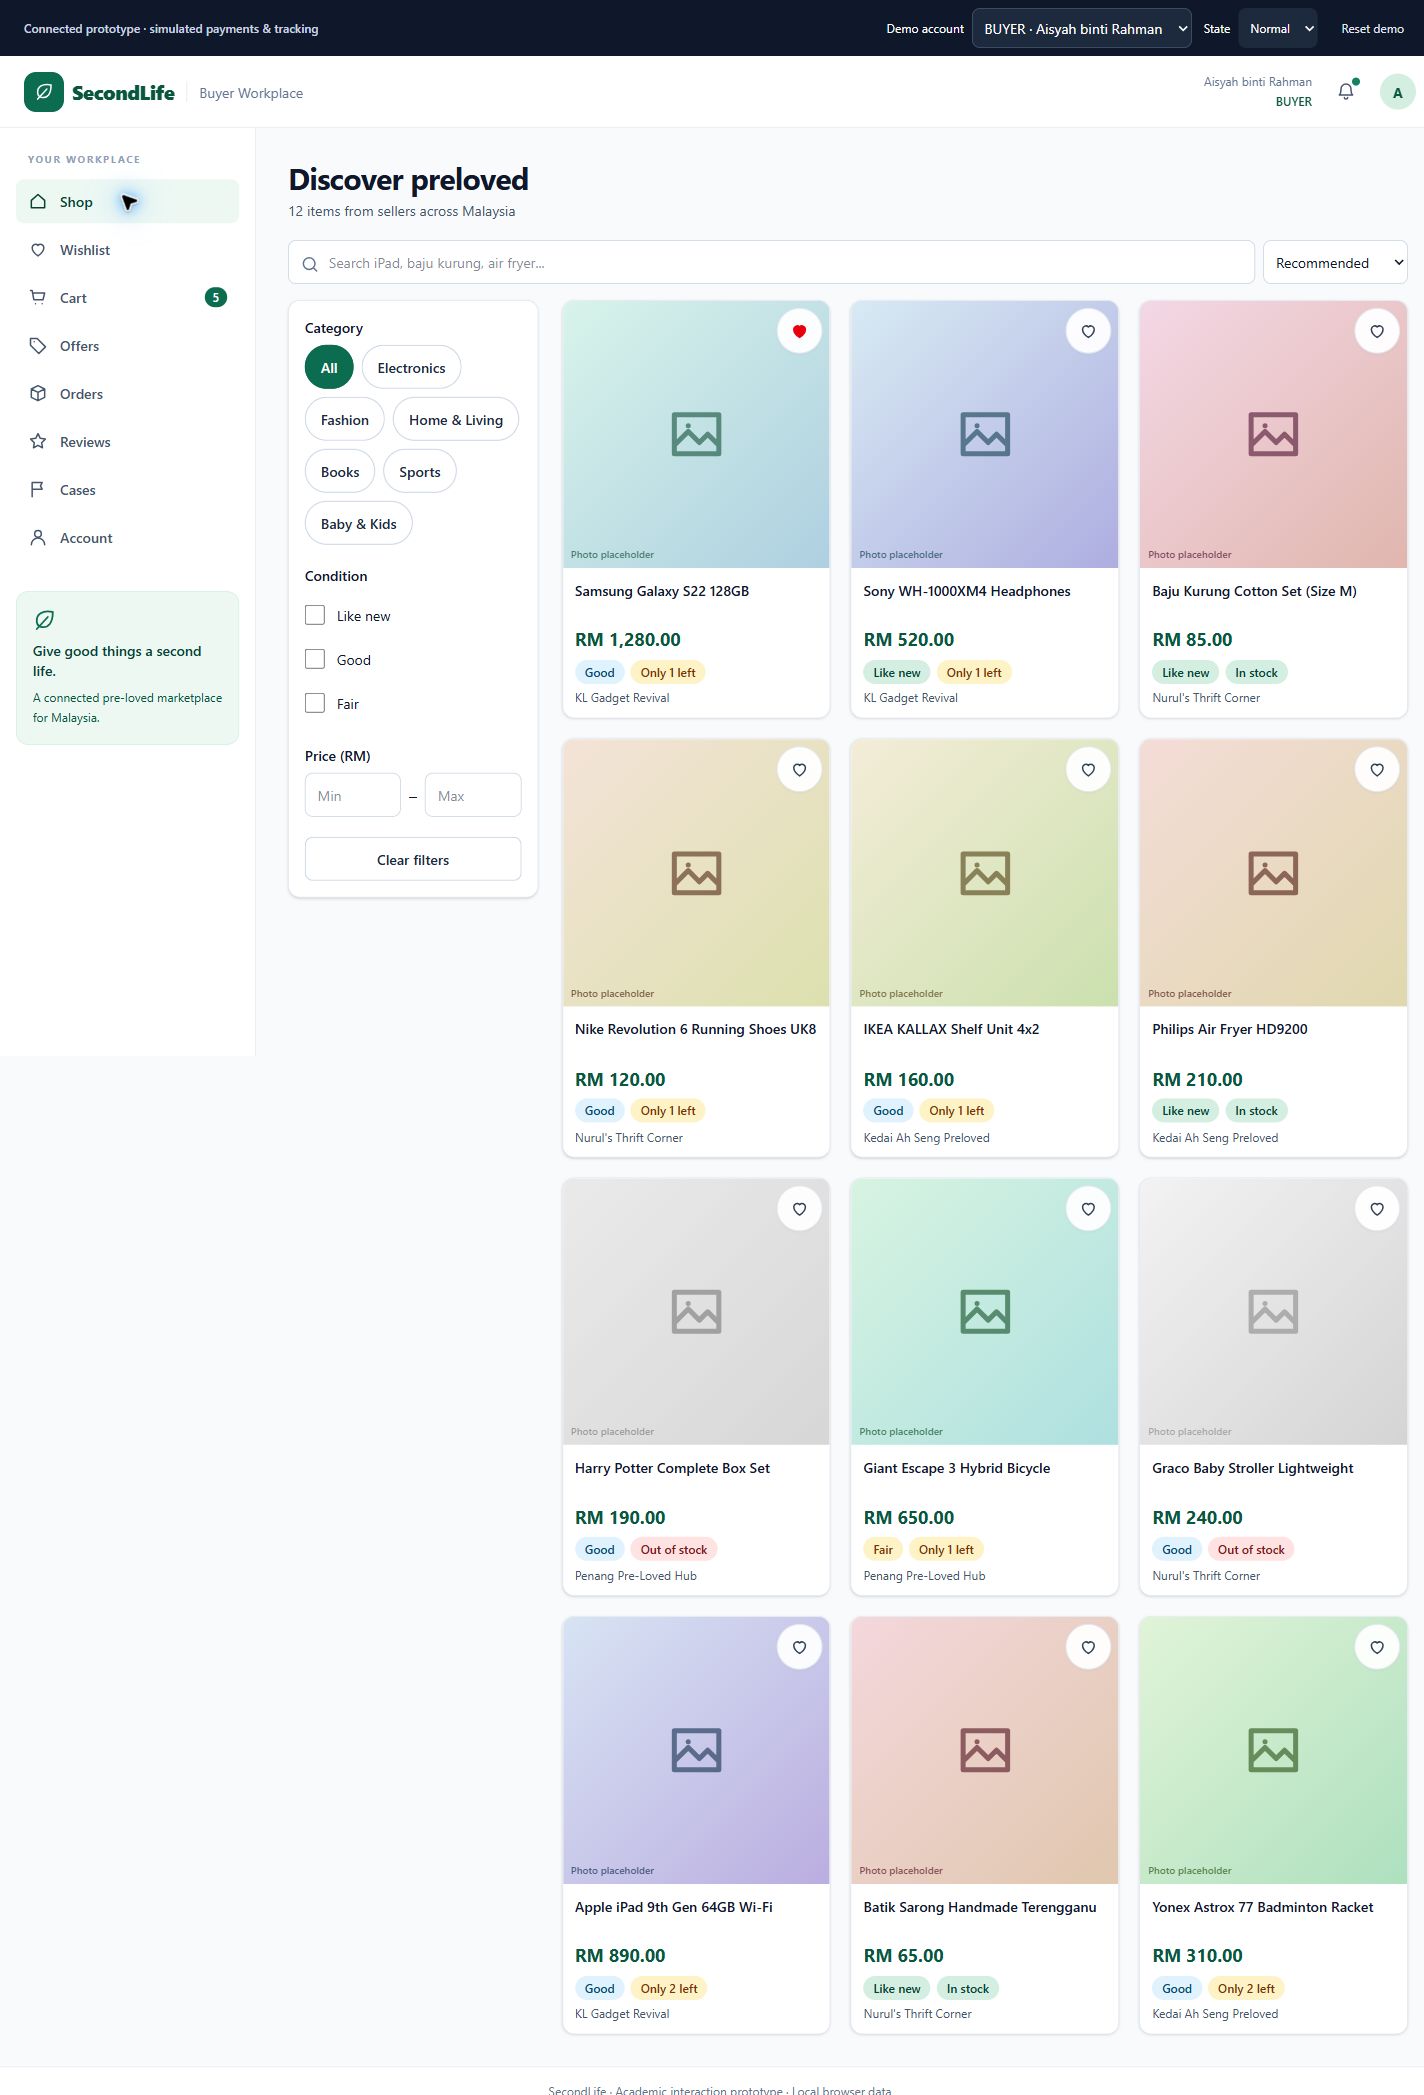 Connected prototype · simulated payments & tracking
Demo account
BUYER · Aisyah binti Rahman
State
Normal
Reset demo
SecondLife
Buyer Workplace
Aisyah binti Rahman
BUYER
A
YOUR WORKPLACE
Shop
Wishlist
Cart
5
Offers
Orders
Reviews
Cases
Account
Give good things a second
life.
A connected pre-loved marketplace
for Malaysia.
Discover preloved
12 items from sellers across Malaysia
Search iPad, baju kurung, air fryer...
Recommended
Category
All
Electronics
Fashion
Home & Living
Books
Sports
Baby & Kids
Condition
Like new
Good
Fair
Price (RM)
Min
–
Max
Clear filters
Photo placeholder
Samsung Galaxy S22 128GB
RM 1,280.00
Good
Only 1 left
KL Gadget Revival
Photo placeholder
Sony WH-1000XM4 Headphones
RM 520.00
Like new
Only 1 left
KL Gadget Revival
Photo placeholder
Baju Kurung Cotton Set (Size M)
RM 85.00
Like new
In stock
Nurul's Thrift Corner
Photo placeholder
Nike Revolution 6 Running Shoes UK8
RM 120.00
Good
Only 1 left
Nurul's Thrift Corner
Photo placeholder
IKEA KALLAX Shelf Unit 4x2
RM 160.00
Good
Only 1 left
Kedai Ah Seng Preloved
Photo placeholder
Philips Air Fryer HD9200
RM 210.00
Like new
In stock
Kedai Ah Seng Preloved
Photo placeholder
Harry Potter Complete Box Set
RM 190.00
Good
Out of stock
Penang Pre-Loved Hub
Photo placeholder
Giant Escape 3 Hybrid Bicycle
RM 650.00
Fair
Only 1 left
Penang Pre-Loved Hub
Photo placeholder
Graco Baby Stroller Lightweight
RM 240.00
Good
Out of stock
Nurul's Thrift Corner
Photo placeholder
Apple iPad 9th Gen 64GB Wi-Fi
RM 890.00
Good
Only 2 left
KL Gadget Revival
Photo placeholder
Batik Sarong Handmade Terengganu
RM 65.00
Like new
In stock
Nurul's Thrift Corner
Photo placeholder
Yonex Astrox 77 Badminton Racket
RM 310.00
Good
Only 2 left
Kedai Ah Seng Preloved
SecondLife · Academic interaction prototype · Local browser data